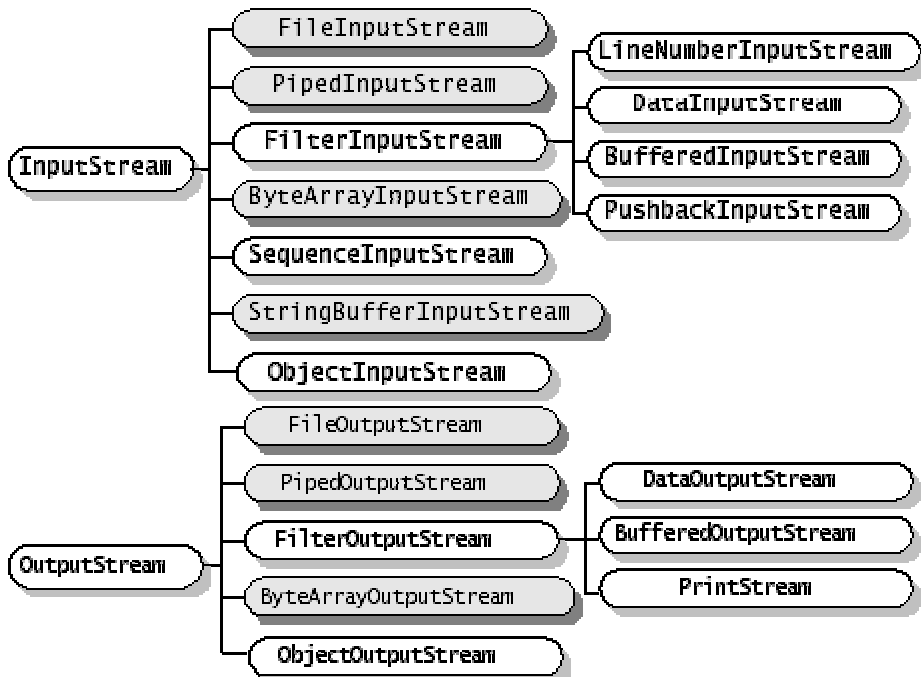 InputStream
FileInputStream
PipedInputStream
FilterInputStream
ByteArrayInputStream
SequenceInputStream
StringBufferInputStream
ObjectInputStream
LineNumberInputStream
DataInputStream
BufferedInputStream
PushbackInputStream
OutputStream
FileOutputStream
PipedOutputStream
FilterOutputStream
ByteArrayOutputStream
ObjectOutputStream
DataOutputStream
BufferedOutputStream
PrintStream